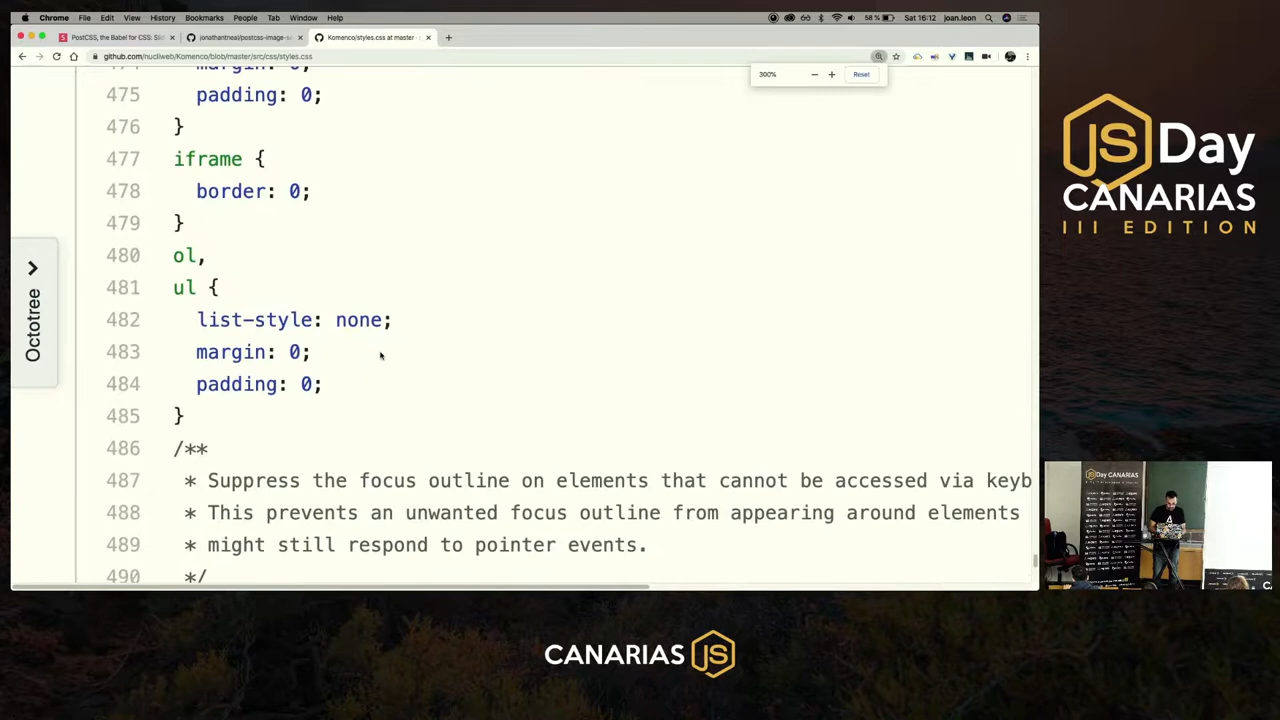 Chrome File Edit View History Bookmarks People Tab Window Help
58 % Sat 16:12 joan.leon
PostCSS, the Babel for CSS: Sli
jonathantneal/postcss-image-s
Komenco/styles.css at master
github.com/nucliweb/Komenco/blob/master/src/css/styles.css
300% Reset
475 padding: 0;
476 }
477 iframe {
478 border: 0;
479 }
480 ol,
481 ul {
482 list-style: none;
483 margin: 0;
484 padding: 0;
485 }
486 /**
487 * Suppress the focus outline on elements that cannot be accessed via keyb
488 * This prevents an unwanted focus outline from appearing around elements
489 * might still respond to pointer events.
490 */
Octotree
JS Day
CANARIAS
III EDITION
JS Day CANARIAS
CANARIAS JS